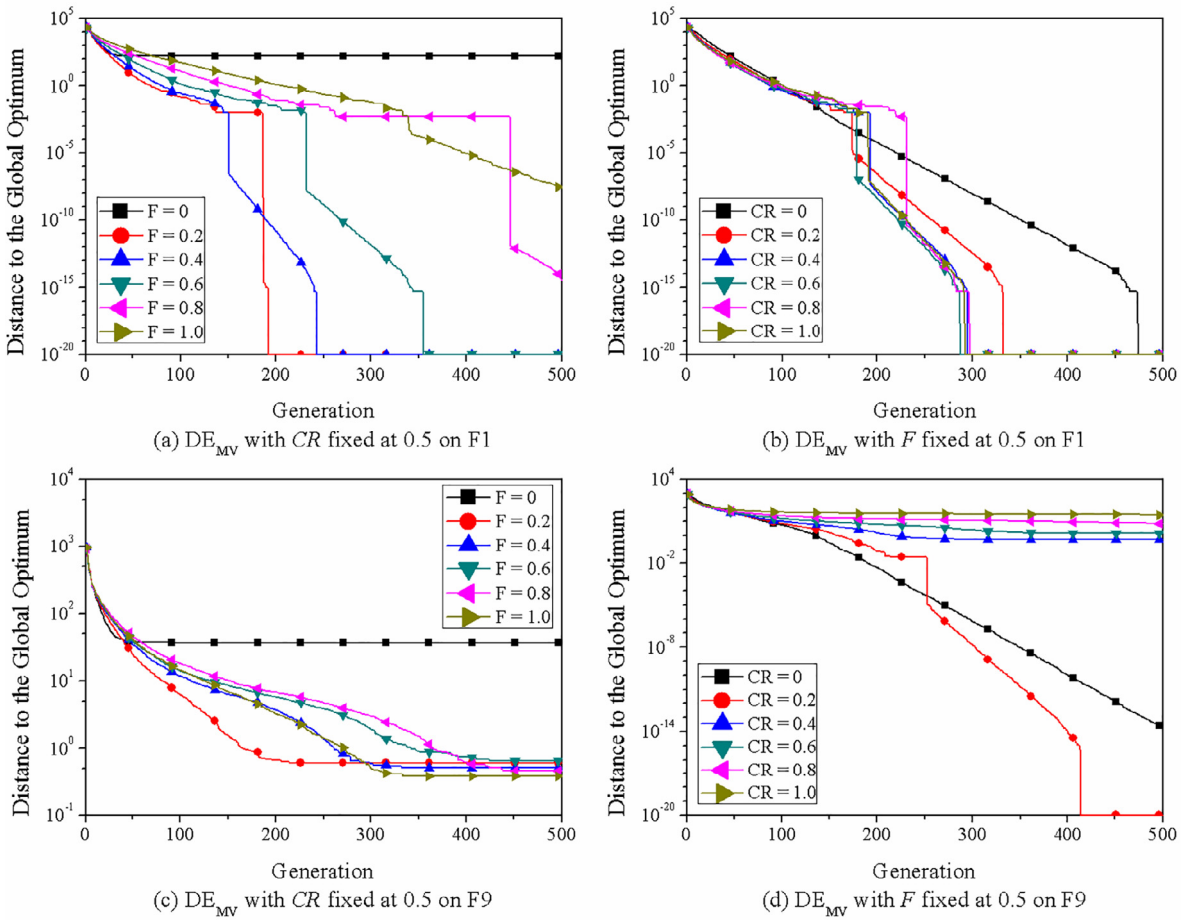 Distance to the Global Optimum
10^5
10^0
10^-5
10^-10
10^-15
10^-20
F = 0
F = 0.2
F = 0.4
F = 0.6
F = 0.8
F = 1.0
0 100 200 300 400 500
Generation
(a) DE_MV with CR fixed at 0.5 on F1
Distance to the Global Optimum
10^5
10^0
10^-5
10^-10
10^-15
10^-20
CR = 0
CR = 0.2
CR = 0.4
CR = 0.6
CR = 0.8
CR = 1.0
0 100 200 300 400 500
Generation
(b) DE_MV with F fixed at 0.5 on F1
Distance to the Global Optimum
10^4
10^3
10^2
10^1
10^0
10^-1
F = 0
F = 0.2
F = 0.4
F = 0.6
F = 0.8
F = 1.0
0 100 200 300 400 500
Generation
(c) DE_MV with CR fixed at 0.5 on F9
Distance to the Global Optimum
10^4
10^-2
10^-8
10^-14
10^-20
CR = 0
CR = 0.2
CR = 0.4
CR = 0.6
CR = 0.8
CR = 1.0
0 100 200 300 400 500
Generation
(d) DE_MV with F fixed at 0.5 on F9